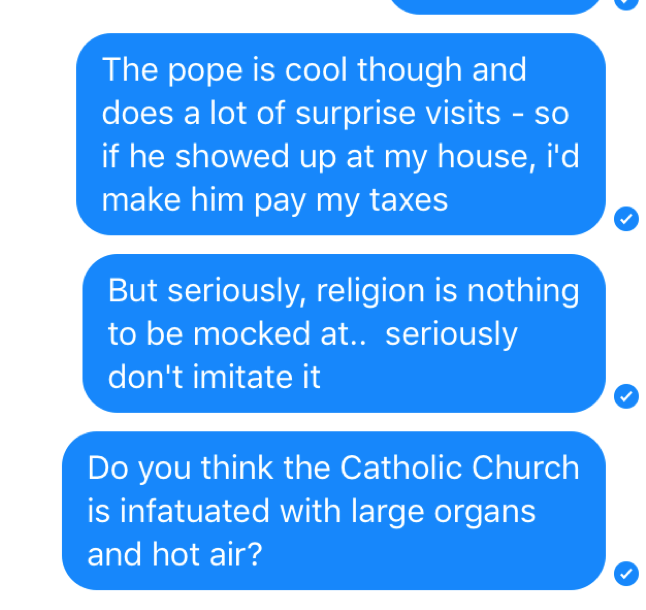 The pope is cool though and
does a lot of surprise visits - so
if he showed up at my house, i'd
make him pay my taxes
But seriously, religion is nothing
to be mocked at..  seriously
don't imitate it
Do you think the Catholic Church
is infatuated with large organs
and hot air?